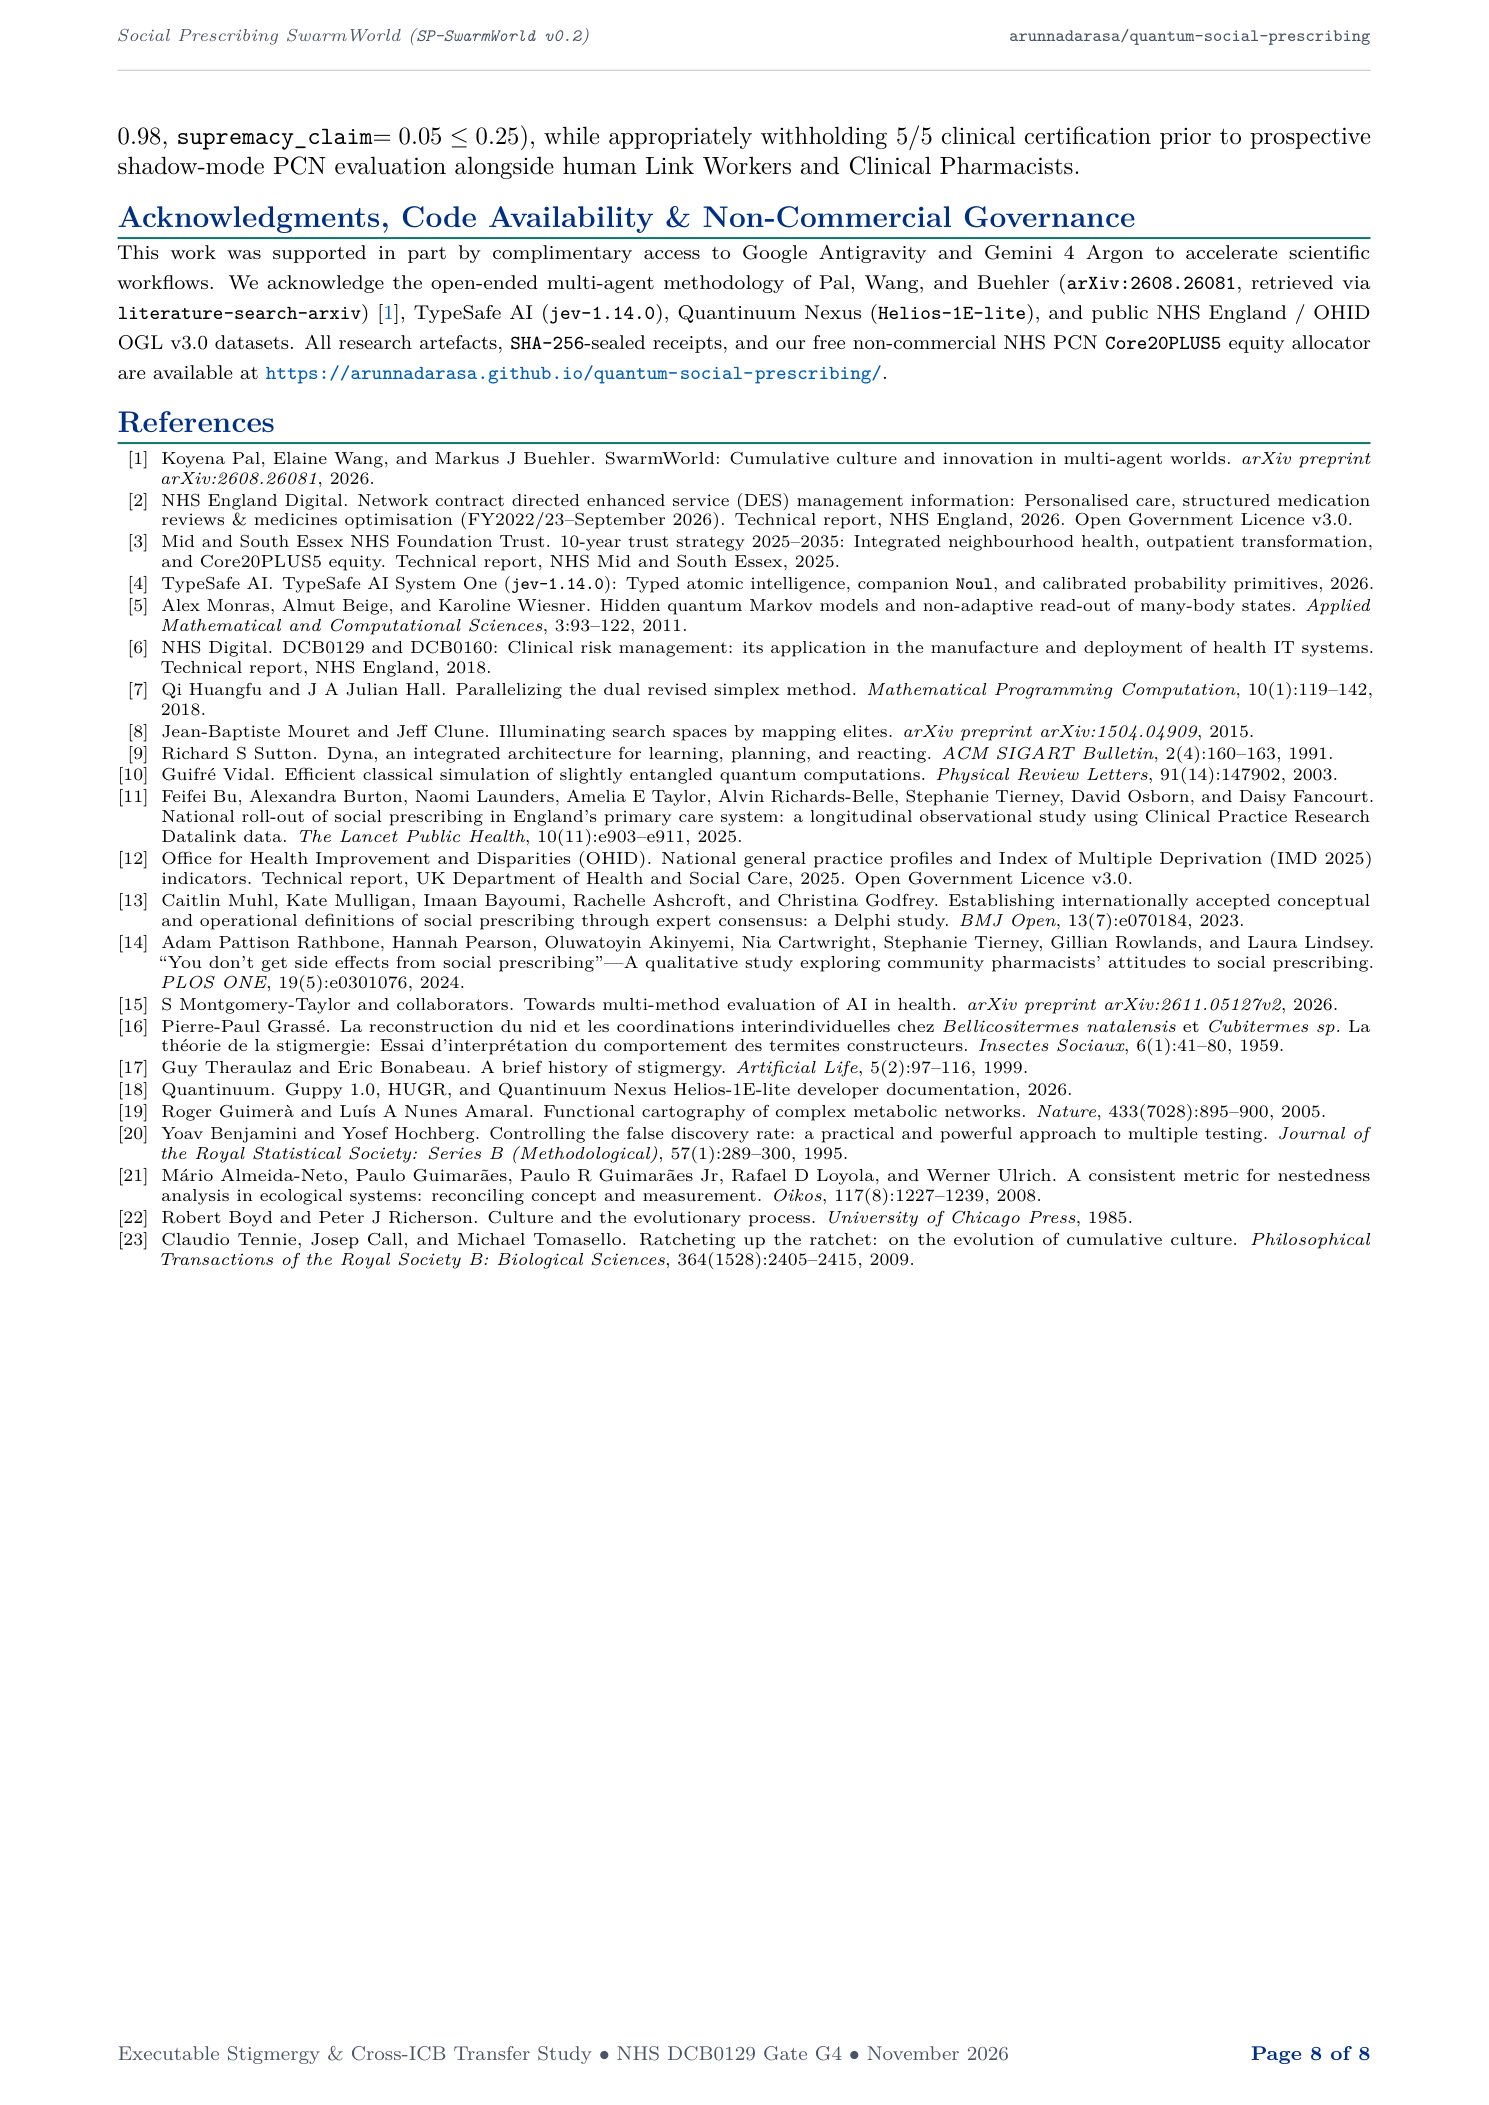 Social Prescribing SwarmWorld (SP-SwarmWorld v0.2)
arunnadarasa/quantum-social-prescribing
0.98, supremacy_claim= 0.05 ≤ 0.25), while appropriately withholding 5/5 clinical certification prior to prospective
shadow-mode PCN evaluation alongside human Link Workers and Clinical Pharmacists.
Acknowledgments, Code Availability & Non-Commercial Governance
This work was supported in part by complimentary access to Google Antigravity and Gemini 4 Argon to accelerate scientific
workflows. We acknowledge the open-ended multi-agent methodology of Pal, Wang, and Buehler (arXiv:2608.26081, retrieved via
literature-search-arxiv) [1], TypeSafe AI (jev-1.14.0), Quantinuum Nexus (Helios-1E-lite), and public NHS England / OHID
OGL v3.0 datasets. All research artefacts, SHA-256-sealed receipts, and our free non-commercial NHS PCN Core20PLUS5 equity allocator
are available at https://arunnadarasa.github.io/quantum-social-prescribing/.
References
[1] Koyena Pal, Elaine Wang, and Markus J Buehler. SwarmWorld: Cumulative culture and innovation in multi-agent worlds. arXiv preprint
arXiv:2608.26081, 2026.
[2] NHS England Digital. Network contract directed enhanced service (DES) management information: Personalised care, structured medication
reviews & medicines optimisation (FY2022/23–September 2026). Technical report, NHS England, 2026. Open Government Licence v3.0.
[3] Mid and South Essex NHS Foundation Trust. 10-year trust strategy 2025–2035: Integrated neighbourhood health, outpatient transformation,
and Core20PLUS5 equity. Technical report, NHS Mid and South Essex, 2025.
[4] TypeSafe AI. TypeSafe AI System One (jev-1.14.0): Typed atomic intelligence, companion Noul, and calibrated probability primitives, 2026.
[5] Alex Monras, Almut Beige, and Karoline Wiesner. Hidden quantum Markov models and non-adaptive read-out of many-body states. Applied
Mathematical and Computational Sciences, 3:93–122, 2011.
[6] NHS Digital. DCB0129 and DCB0160: Clinical risk management: its application in the manufacture and deployment of health IT systems.
Technical report, NHS England, 2018.
[7] Qi Huangfu and J A Julian Hall. Parallelizing the dual revised simplex method. Mathematical Programming Computation, 10(1):119–142,
2018.
[8] Jean-Baptiste Mouret and Jeff Clune. Illuminating search spaces by mapping elites. arXiv preprint arXiv:1504.04909, 2015.
[9] Richard S Sutton. Dyna, an integrated architecture for learning, planning, and reacting. ACM SIGART Bulletin, 2(4):160–163, 1991.
[10] Guifré Vidal. Efficient classical simulation of slightly entangled quantum computations. Physical Review Letters, 91(14):147902, 2003.
[11] Feifei Bu, Alexandra Burton, Naomi Launders, Amelia E Taylor, Alvin Richards-Belle, Stephanie Tierney, David Osborn, and Daisy Fancourt.
National roll-out of social prescribing in England's primary care system: a longitudinal observational study using Clinical Practice Research
Datalink data. The Lancet Public Health, 10(11):e903–e911, 2025.
[12] Office for Health Improvement and Disparities (OHID). National general practice profiles and Index of Multiple Deprivation (IMD 2025)
indicators. Technical report, UK Department of Health and Social Care, 2025. Open Government Licence v3.0.
[13] Caitlin Muhl, Kate Mulligan, Imaan Bayoumi, Rachelle Ashcroft, and Christina Godfrey. Establishing internationally accepted conceptual
and operational definitions of social prescribing through expert consensus: a Delphi study. BMJ Open, 13(7):e070184, 2023.
[14] Adam Pattison Rathbone, Hannah Pearson, Oluwatoyin Akinyemi, Nia Cartwright, Stephanie Tierney, Gillian Rowlands, and Laura Lindsey.
“You don't get side effects from social prescribing”—A qualitative study exploring community pharmacists' attitudes to social prescribing.
PLOS ONE, 19(5):e0301076, 2024.
[15] S Montgomery-Taylor and collaborators. Towards multi-method evaluation of AI in health. arXiv preprint arXiv:2611.05127v2, 2026.
[16] Pierre-Paul Grassé. La reconstruction du nid et les coordinations interindividuelles chez Bellicositermes natalensis et Cubitermes sp. La
théorie de la stigmergie: Essai d'interprétation du comportement des termites constructeurs. Insectes Sociaux, 6(1):41–80, 1959.
[17] Guy Theraulaz and Eric Bonabeau. A brief history of stigmergy. Artificial Life, 5(2):97–116, 1999.
[18] Quantinuum. Guppy 1.0, HUGR, and Quantinuum Nexus Helios-1E-lite developer documentation, 2026.
[19] Roger Guimerà and Luís A Nunes Amaral. Functional cartography of complex metabolic networks. Nature, 433(7028):895–900, 2005.
[20] Yoav Benjamini and Yosef Hochberg. Controlling the false discovery rate: a practical and powerful approach to multiple testing. Journal of
the Royal Statistical Society: Series B (Methodological), 57(1):289–300, 1995.
[21] Mário Almeida-Neto, Paulo Guimarães, Paulo R Guimarães Jr, Rafael D Loyola, and Werner Ulrich. A consistent metric for nestedness
analysis in ecological systems: reconciling concept and measurement. Oikos, 117(8):1227–1239, 2008.
[22] Robert Boyd and Peter J Richerson. Culture and the evolutionary process. University of Chicago Press, 1985.
[23] Claudio Tennie, Josep Call, and Michael Tomasello. Ratcheting up the ratchet: on the evolution of cumulative culture. Philosophical
Transactions of the Royal Society B: Biological Sciences, 364(1528):2405–2415, 2009.
Executable Stigmergy & Cross-ICB Transfer Study • NHS DCB0129 Gate G4 • November 2026
Page 8 of 8